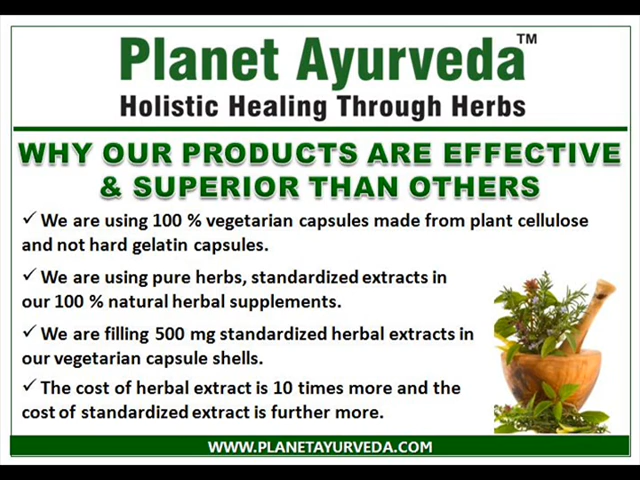 Planet Ayurveda™
Holistic Healing Through Herbs
WHY OUR PRODUCTS ARE EFFECTIVE
& SUPERIOR THAN OTHERS
✓ We are using 100 % vegetarian capsules made from plant cellulose
and not hard gelatin capsules.
✓ We are using pure herbs, standardized extracts in
our 100 % natural herbal supplements.
✓ We are filling 500 mg standardized herbal extracts in
our vegetarian capsule shells.
✓ The cost of herbal extract is 10 times more and the
cost of standardized extract is further more.
WWW.PLANETAYURVEDA.COM